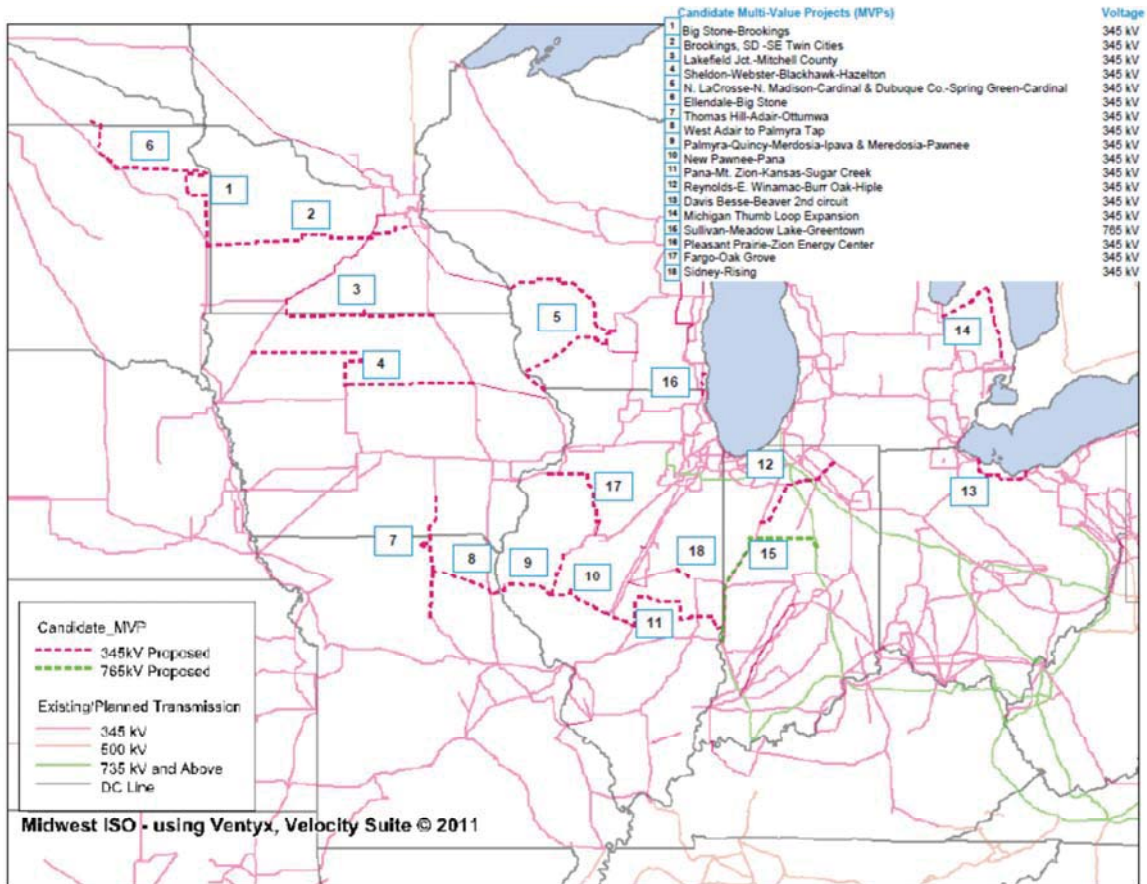 Candidate Multi-Value Projects (MVPs) Voltage
1 Big Stone-Brookings 345 kV
2 Brookings, SD -SE Twin Cities 345 kV
3 Lakefield Jct.-Mitchell County 345 kV
4 Sheldon-Webster-Blackhawk-Hazelton 345 kV
5 N. LaCrosse-N. Madison-Cardinal & Dubuque Co.-Spring Green-Cardinal 345 kV
6 Ellendale-Big Stone 345 kV
7 Thomas Hill-Adair-Ottumwa 345 kV
8 West Adair to Palmyra Tap 345 kV
9 Palmyra-Quincy-Merdosia-Ipava & Meredosia-Pawnee 345 kV
10 New Pawnee-Pana 345 kV
11 Pana-Mt. Zion-Kansas-Sugar Creek 345 kV
12 Reynolds-E. Winamac-Burr Oak-Hiple 345 kV
13 Davis Besse-Beaver 2nd circuit 345 kV
14 Michigan Thumb Loop Expansion 345 kV
15 Sullivan-Meadow Lake-Greentown 765 kV
16 Pleasant Prairie-Zion Energy Center 345 kV
17 Fargo-Oak Grove 345 kV
18 Sidney-Rising 345 kV
6
1
2
3
5
14
4
16
12
17
13
7
8
9
10
18
15
11
Candidate_MVP
345kV Proposed
765kV Proposed
Existing/Planned Transmission
345 kV
500 kV
735 kV and Above
DC Line
Midwest ISO - using Ventyx, Velocity Suite © 2011